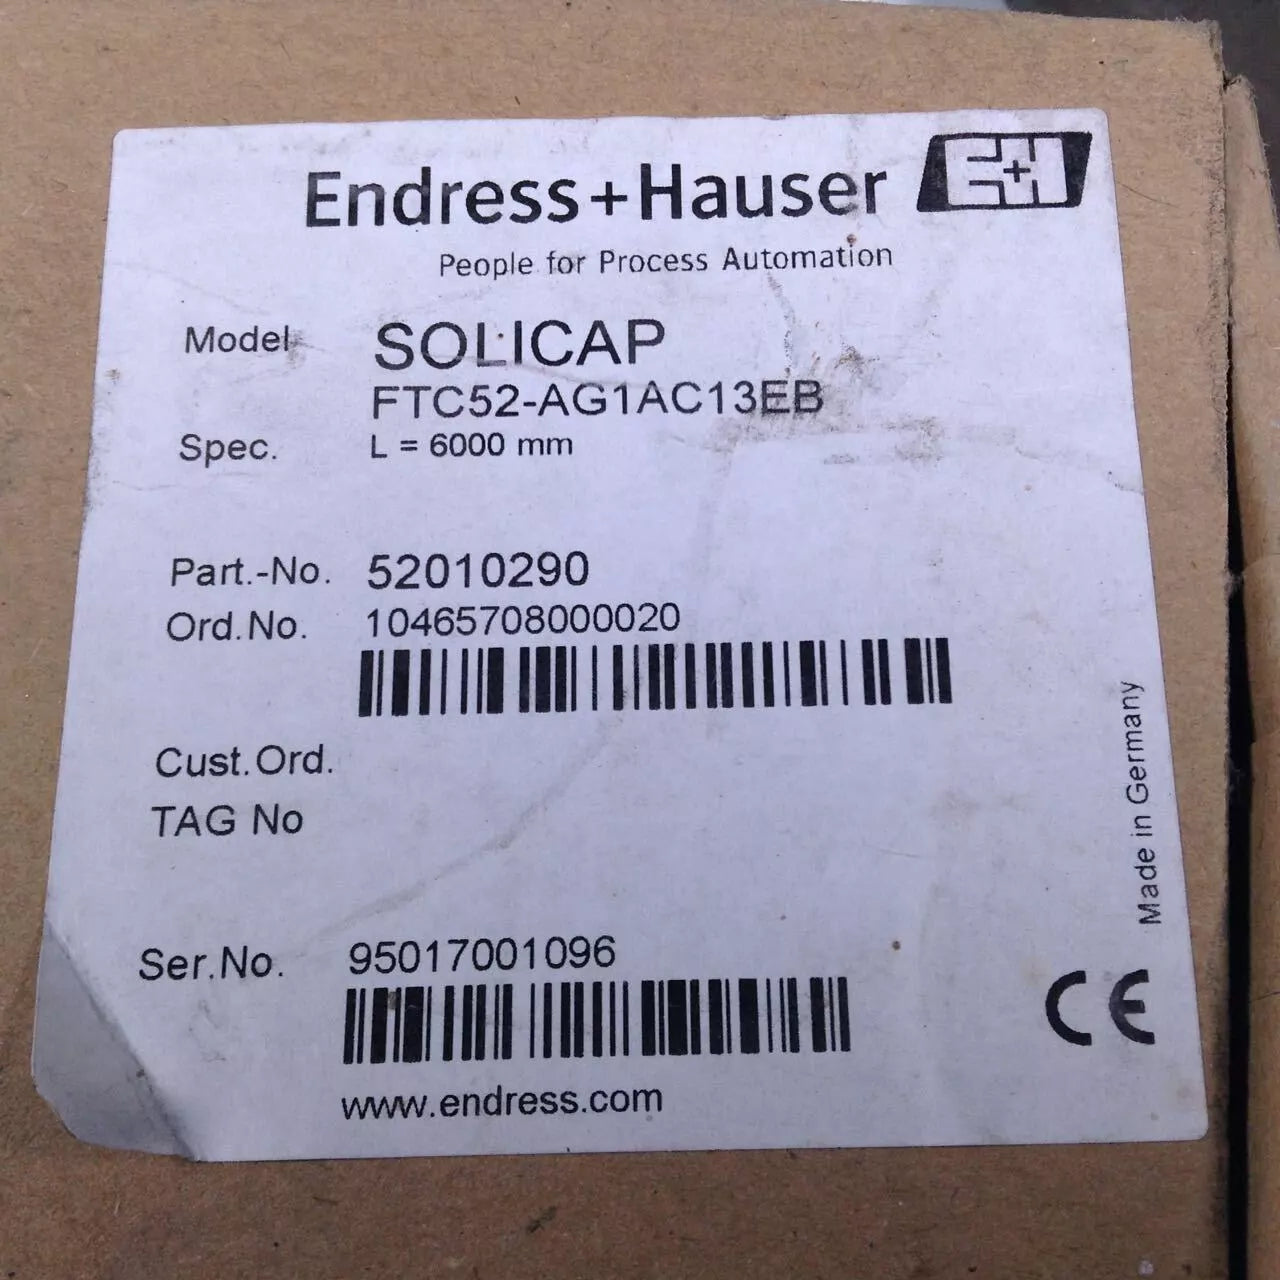 Endress+Hauser E+H
People for Process Automation
Model SOLICAP
FTC52-AG1AC13EB
Spec. L = 6000 mm
Part.-No. 52010290
Ord.No. 10465708000020
Cust.Ord.
TAG No
Made in Germany
Ser.No. 95017001096
CE
www.endress.com